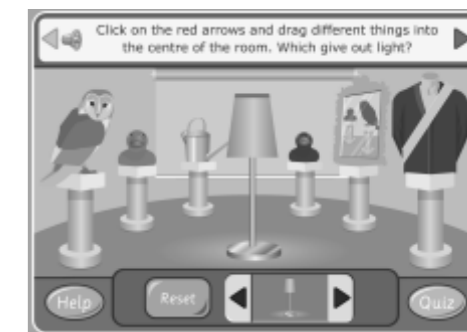 Click on the red arrows and drag different things into
the centre of the room. Which give out light?
Help
Reset
Quiz